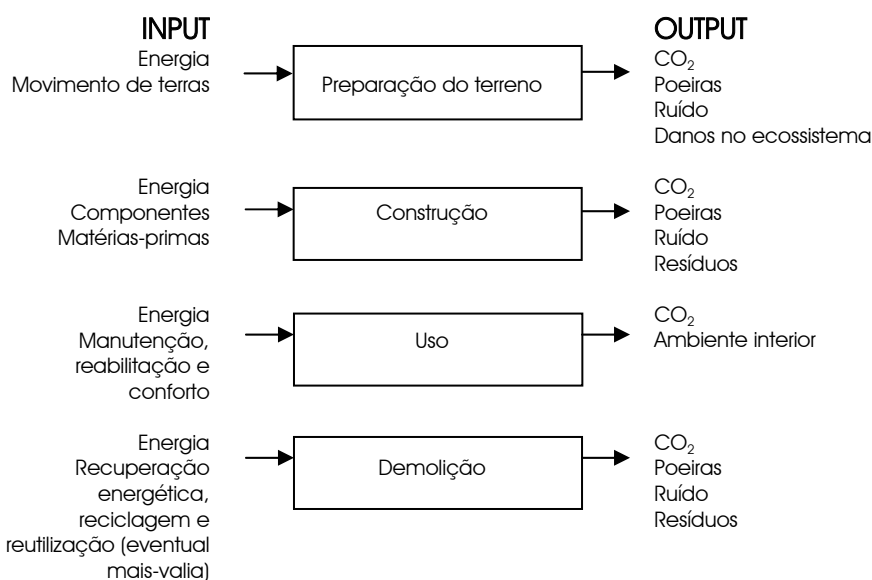 INPUT
Energia
Movimento de terras
Preparação do terreno
OUTPUT
CO₂
Poeiras
Ruído
Danos no ecossistema
Energia
Componentes
Matérias-primas
Construção
CO₂
Poeiras
Ruído
Resíduos
Energia
Manutenção,
reabilitação e
conforto
Uso
CO₂
Ambiente interior
Energia
Recuperação
energética,
reciclagem e
reutilização (eventual
mais-valia)
Demolição
CO₂
Poeiras
Ruído
Resíduos